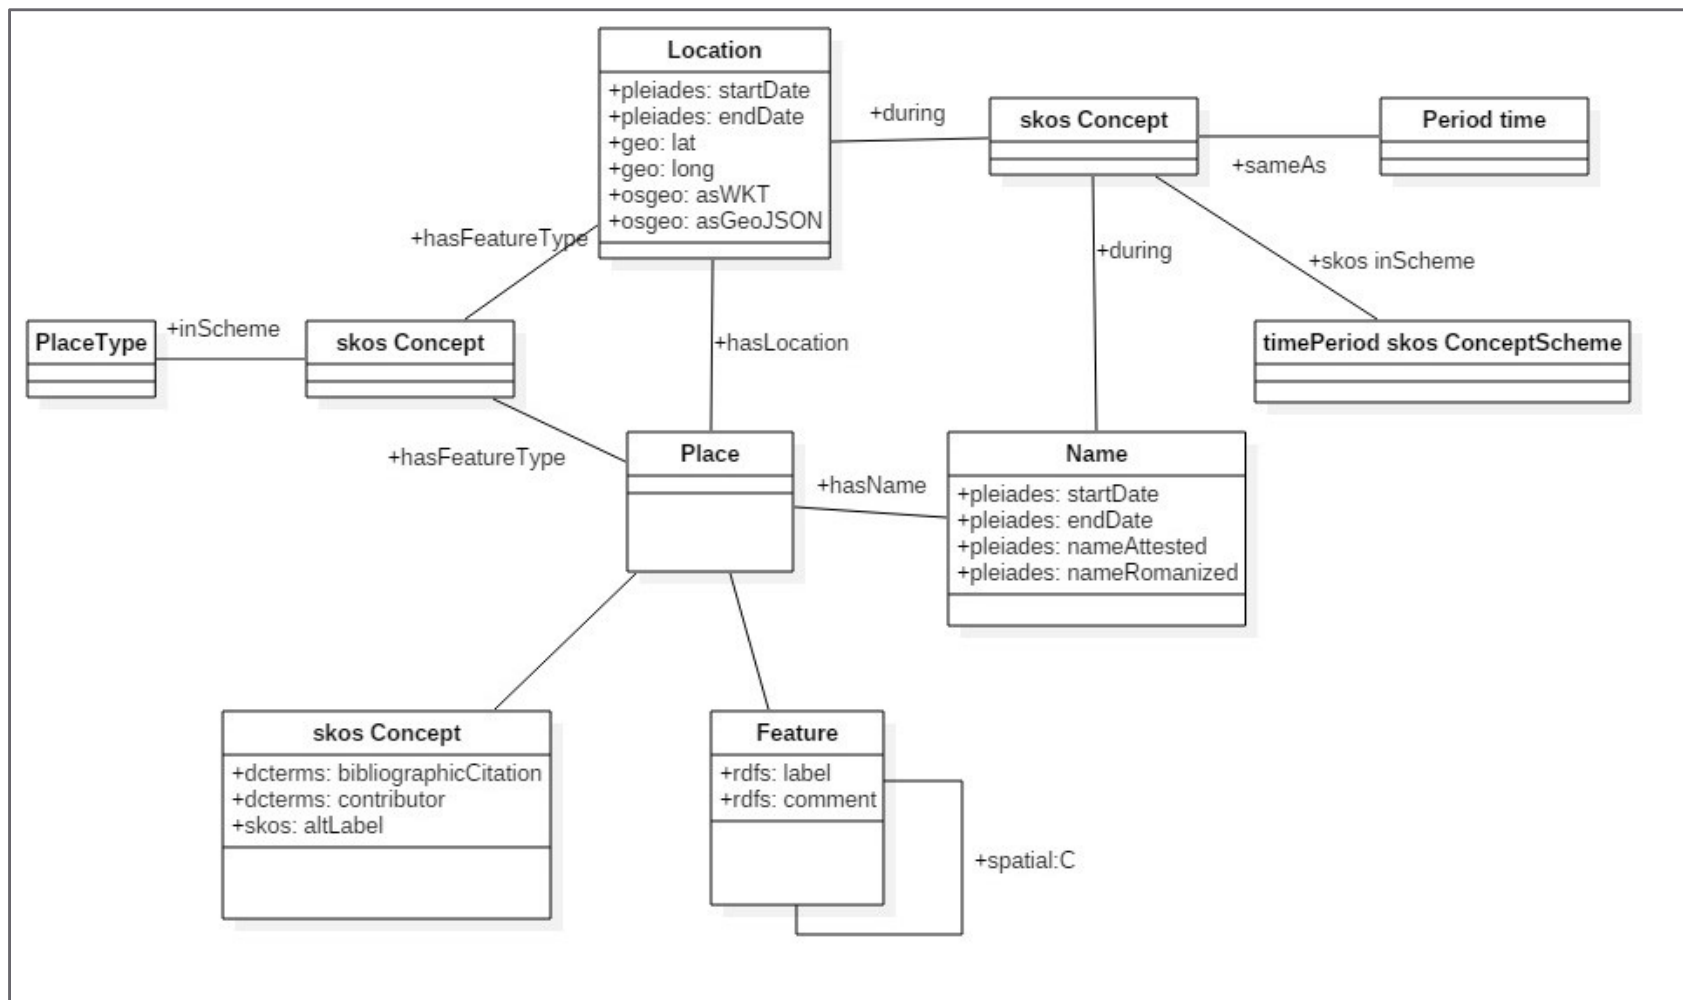 Location
+pleiades: startDate
+pleiades: endDate
+geo: lat
+geo: long
+osgeo: asWKT
+osgeo: asGeoJSON
+during
skos Concept
+sameAs
Period time
+hasFeatureType
+during
+skos inScheme
PlaceType
+inScheme
skos Concept
+hasLocation
timePeriod skos ConceptScheme
+hasFeatureType
Place
+hasName
Name
+pleiades: startDate
+pleiades: endDate
+pleiades: nameAttested
+pleiades: nameRomanized
skos Concept
+dcterms: bibliographicCitation
+dcterms: contributor
+skos: altLabel
Feature
+rdfs: label
+rdfs: comment
+spatial:C